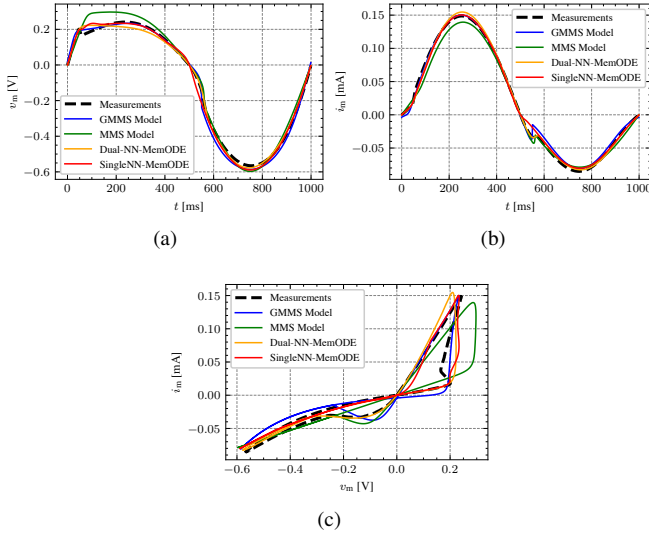 0.2
0.0
−0.2
−0.4
−0.6
v_m [V]
Measurements
GMMS Model
MMS Model
Dual-NN-MemODE
SingleNN-MemODE
0 200 400 600 800 1000
t [ms]
(a)
0.15
0.10
0.05
0.00
−0.05
i_m [mA]
Measurements
GMMS Model
MMS Model
Dual-NN-MemODE
SingleNN-MemODE
0 200 400 600 800 1000
t [ms]
(b)
0.15
0.10
0.05
0.00
−0.05
i_m [mA]
Measurements
GMMS Model
MMS Model
Dual-NN-MemODE
SingleNN-MemODE
−0.6 −0.4 −0.2 0.0 0.2
v_m [V]
(c)